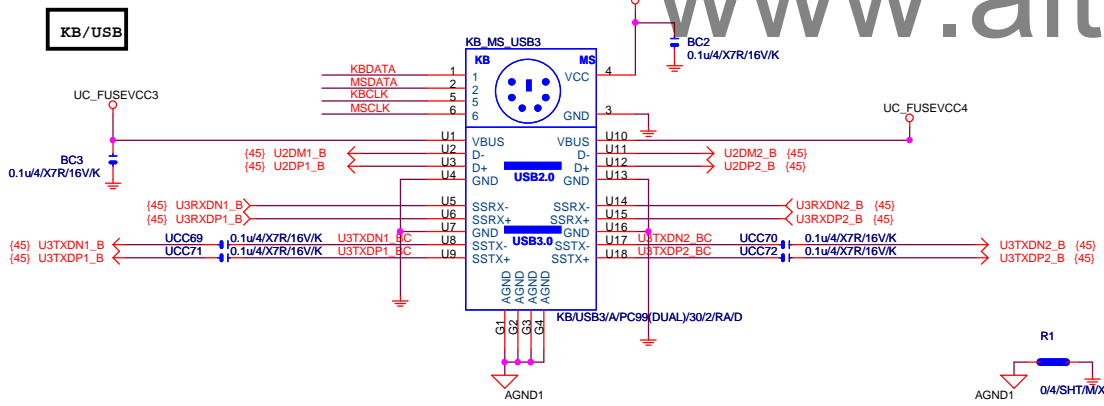 www.alt
KB/USB
KB_MS_USB3
BC2
0.1u/4/X7R/16V/K
KB MS
KBDATA 1 1 VCC 4
MSDATA 2 2
KBCLK 5 5
MSCLK 6 6 GND 3
UC_FUSEVCC3
UC_FUSEVCC4
BC3
0.1u/4/X7R/16V/K
U1 VBUS VBUS U10
{45} U2DM1_B U2 D- D- U11 U2DM2_B {45}
{45} U2DP1_B U3 D+ D+ U12 U2DP2_B {45}
U4 GND GND U13
USB2.0
{45} U3RXDN1_B U5 SSRX- SSRX- U14 U3RXDN2_B {45}
{45} U3RXDP1_B U6 SSRX+ SSRX+ U15 U3RXDP2_B {45}
U7 GND GND U16
USB3.0
{45} U3TXDN1_B UCC69 0.1u/4/X7R/16V/K U3TXDN1_BC U8 SSTX- SSTX- U17 U3TXDN2_BC UCC70 0.1u/4/X7R/16V/K U3TXDN2_B {45}
{45} U3TXDP1_B UCC71 0.1u/4/X7R/16V/K U3TXDP1_BC U9 SSTX+ SSTX+ U18 U3TXDP2_BC UCC72 0.1u/4/X7R/16V/K U3TXDP2_B {45}
AGND AGND AGND AGND
G1 G2 G3 G4
KB/USB3/A/PC99(DUAL)/30/2/RA/D
AGND1
R1
AGND1
0/4/SHT/M/X